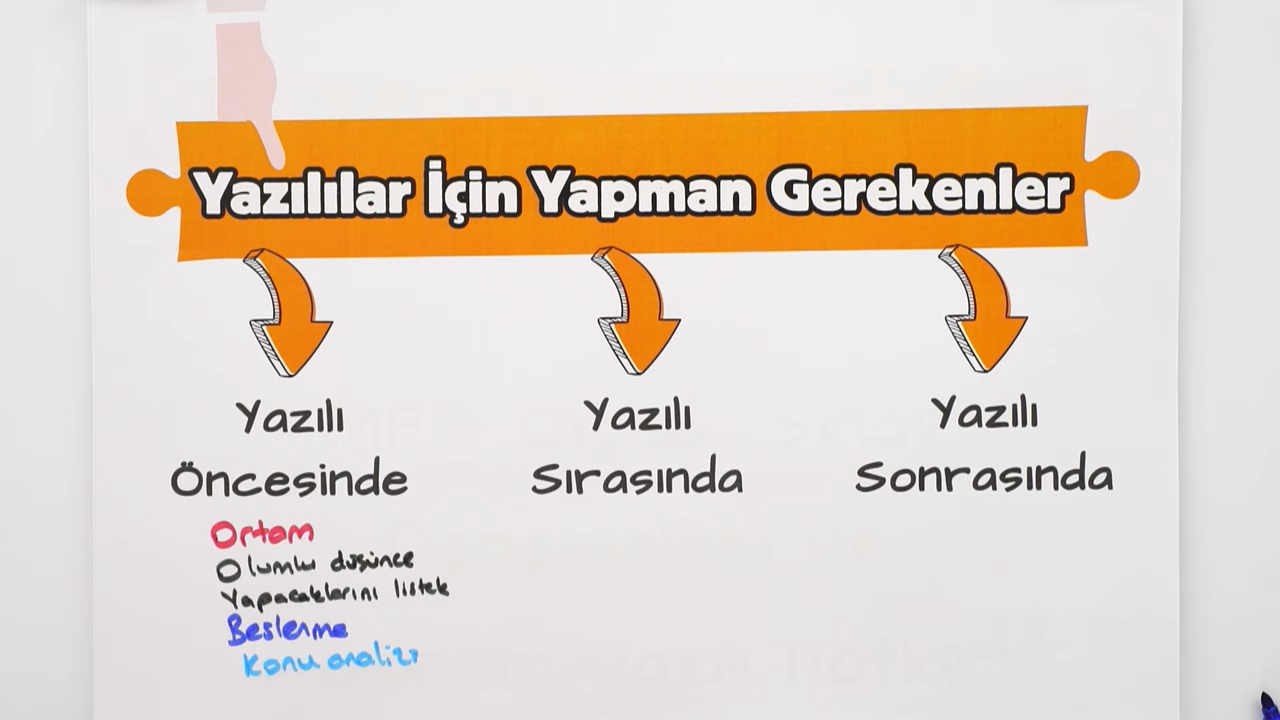 Yazılılar İçin Yapman Gerekenler
Yazılı
Öncesinde
Ortam
Olumlu düşünce
Yapacaklarını listele
Beslenme
Konu analizi
Yazılı
Sırasında
Yazılı
Sonrasında